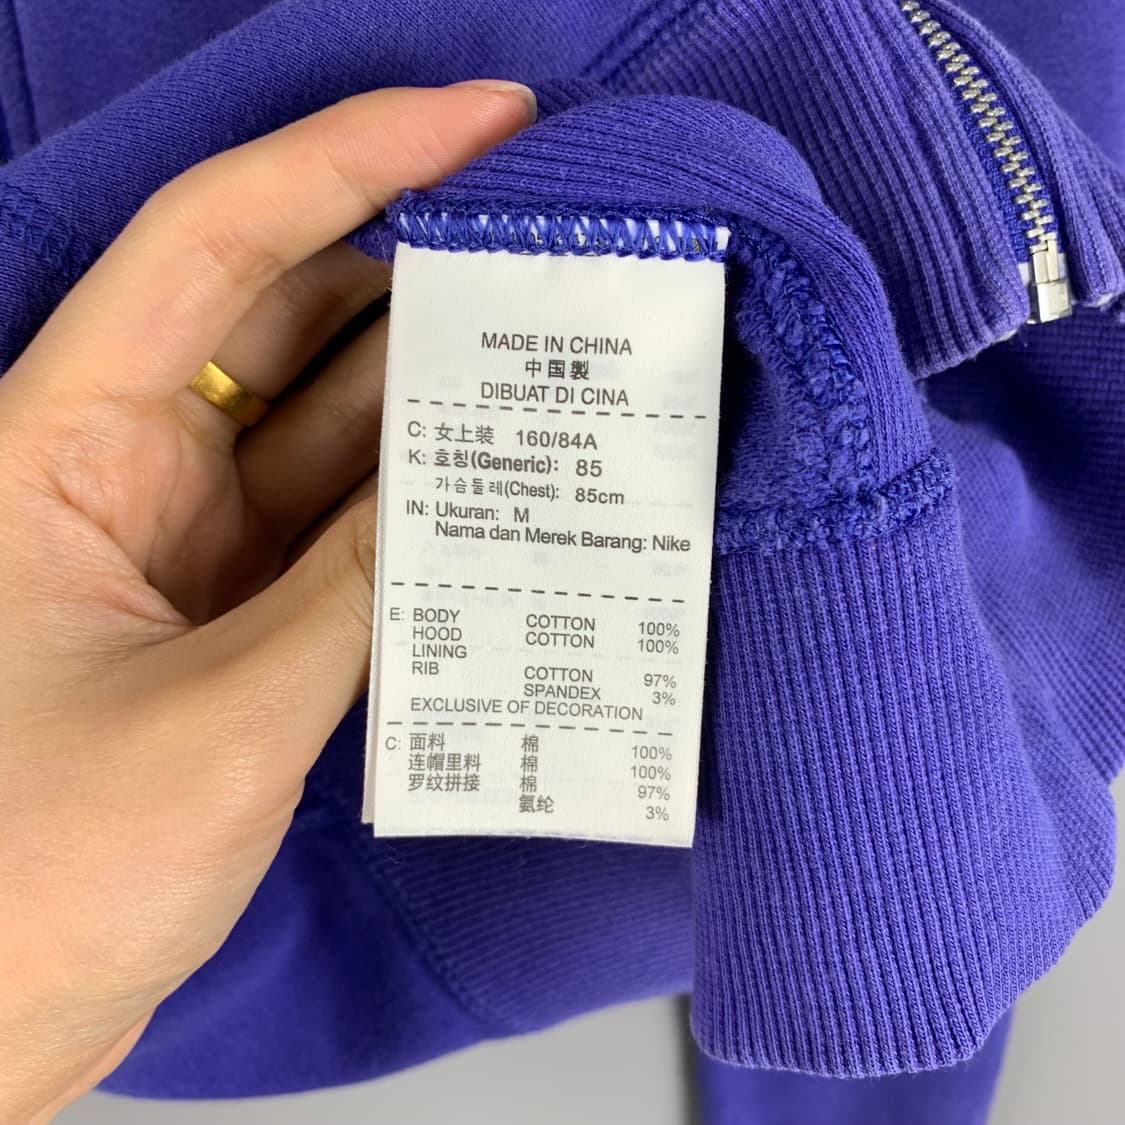 MADE IN CHINA
中国製
DIBUAT DI CINA
C: 女上装 160/84A
K: 호칭(Generic): 85
가슴둘레(Chest): 85cm
IN: Ukuran: M
Nama dan Merek Barang: Nike
E: BODY COTTON 100%
HOOD COTTON 100%
LINING
RIB COTTON 97%
SPANDEX 3%
EXCLUSIVE OF DECORATION
C: 面料 棉 100%
连帽里料 棉 100%
罗纹拼接 棉 97%
氨纶 3%